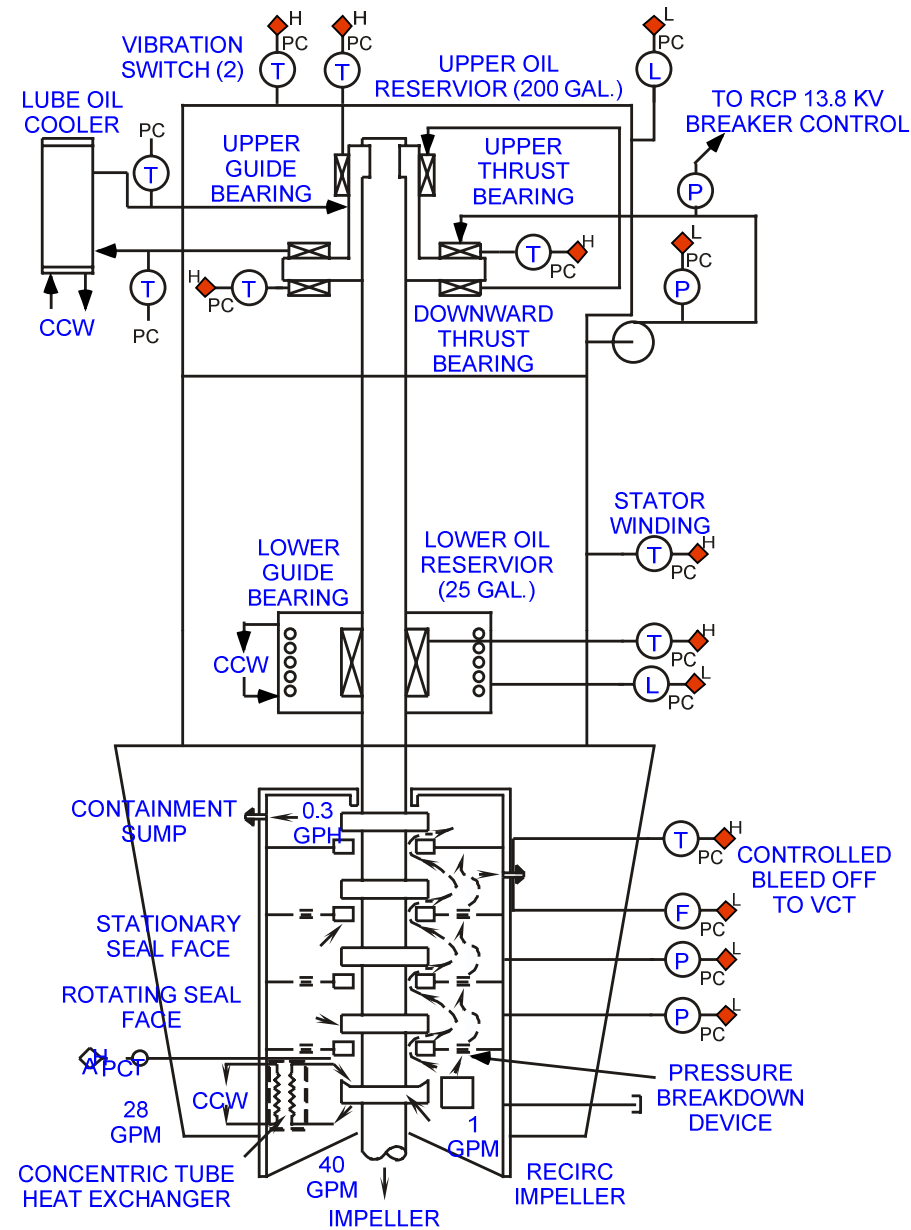 H
H
L
PC
PC
PC
VIBRATION
SWITCH (2)
T
T
L
UPPER OIL
RESERVIOR (200 GAL.)
LUBE OIL
COOLER
TO RCP 13.8 KV
BREAKER CONTROL
PC
T
UPPER
GUIDE
BEARING
UPPER
THRUST
BEARING
P
L
PC
P
T
H
PC
H
T
PC
T
PC
CCW
DOWNWARD
THRUST
BEARING
STATOR
WINDING
T
H
PC
LOWER
GUIDE
BEARING
LOWER OIL
RESERVIOR
(25 GAL.)
CCW
T
H
PC
L
L
PC
CONTAINMENT
SUMP
0.3
GPH
T
H
PC
CONTROLLED
BLEED OFF
TO VCT
F
L
PC
STATIONARY
SEAL FACE
P
L
PC
ROTATING SEAL
FACE
P
L
PC
H
A
PCT
CCW
28
GPM
PRESSURE
BREAKDOWN
DEVICE
1
GPM
CONCENTRIC TUBE
HEAT EXCHANGER
40
GPM
RECIRC
IMPELLER
IMPELLER